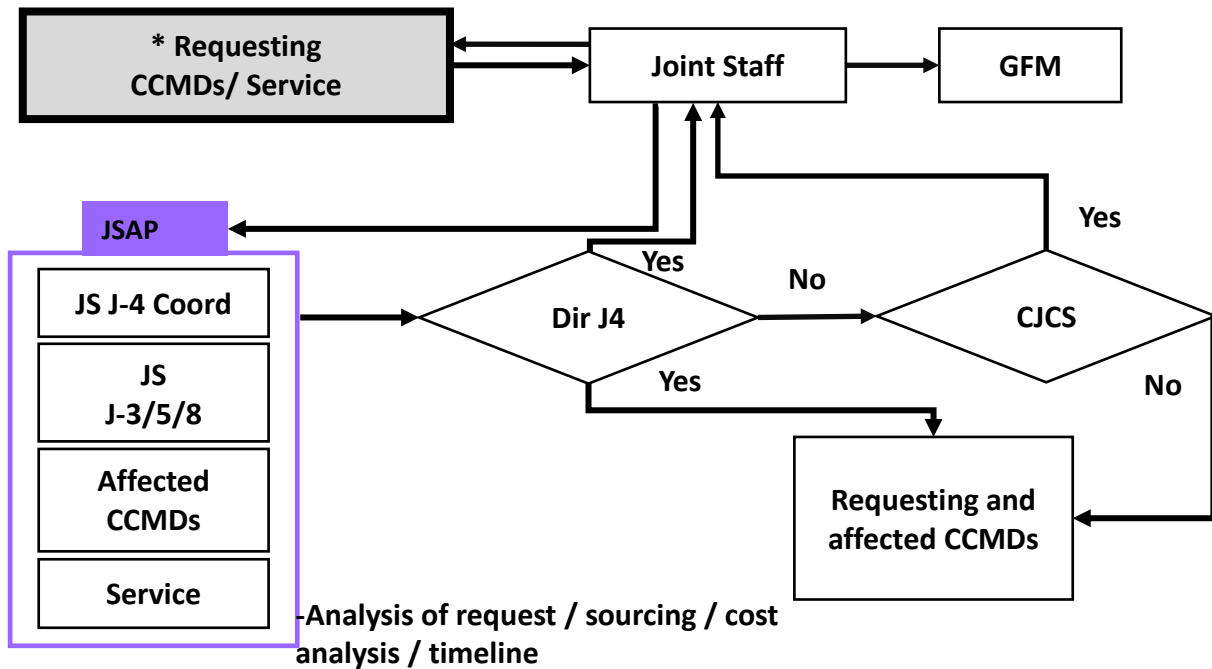 * Requesting
CCMDs/ Service
Joint Staff
GFM
JSAP
JS J-4 Coord
JS
J-3/5/8
Affected
CCMDs
Service
-Analysis of request / sourcing / cost
analysis / timeline
Dir J4
Yes
Yes
No
CJCS
Yes
No
Requesting and
affected CCMDs